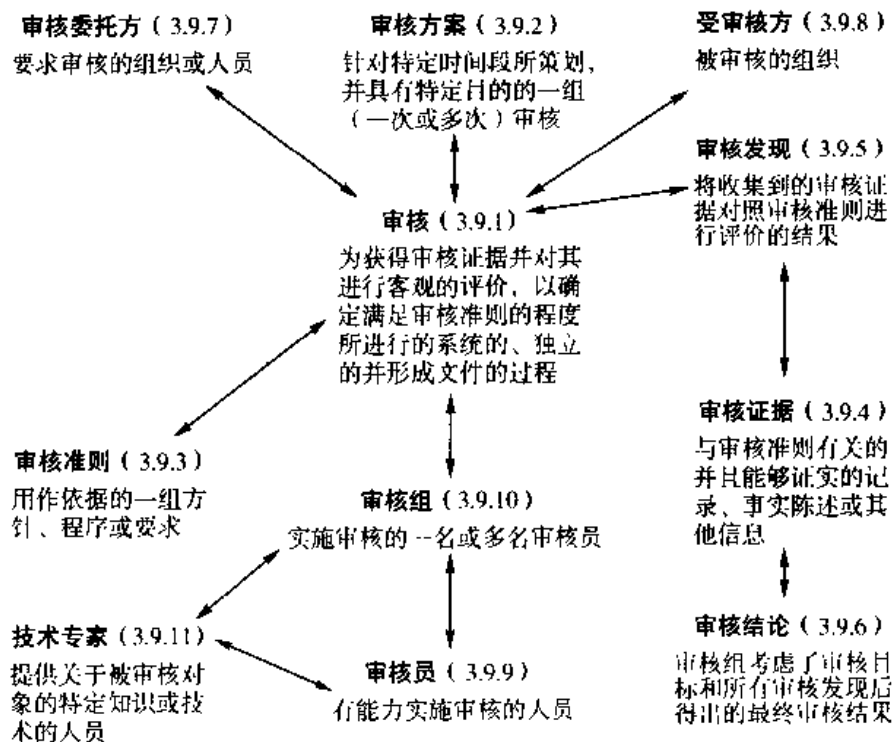 审核委托方（3.9.7）
要求审核的组织或人员
审核方案（3.9.2）
针对特定时间段所策划，
并具有特定目的的一组
（一次或多次）审核
受审核方（3.9.8）
被审核的组织
审核发现（3.9.5）
将收集到的审核证
据对照审核准则进
行评价的结果
审核（3.9.1）
为获得审核证据并对其
进行客观的评价，以确
定满足审核准则的程度
所进行的系统的、独立
的并形成文件的过程
审核证据（3.9.4）
与审核准则有关的
并且能够证实的记
录、事实陈述或其
他信息
审核准则（3.9.3）
用作依据的一组方
针、程序或要求
审核组（3.9.10）
实施审核的一名或多名审核员
技术专家（3.9.11）
提供关于被审核对
象的特定知识或技
术的人员
审核员（3.9.9）
有能力实施审核的人员
审核结论（3.9.6）
审核组考虑了审核目
标和所有审核发现后
得出的最终审核结果